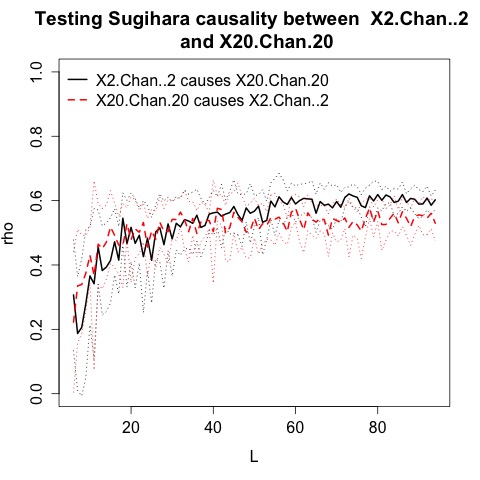 Testing Sugihara causality between  X2.Chan..2
and X20.Chan.20
X2.Chan..2 causes X20.Chan.20
X20.Chan.20 causes X2.Chan..2
1.0
0.8
0.6
0.4
0.2
0.0
rho
20 40 60 80
L